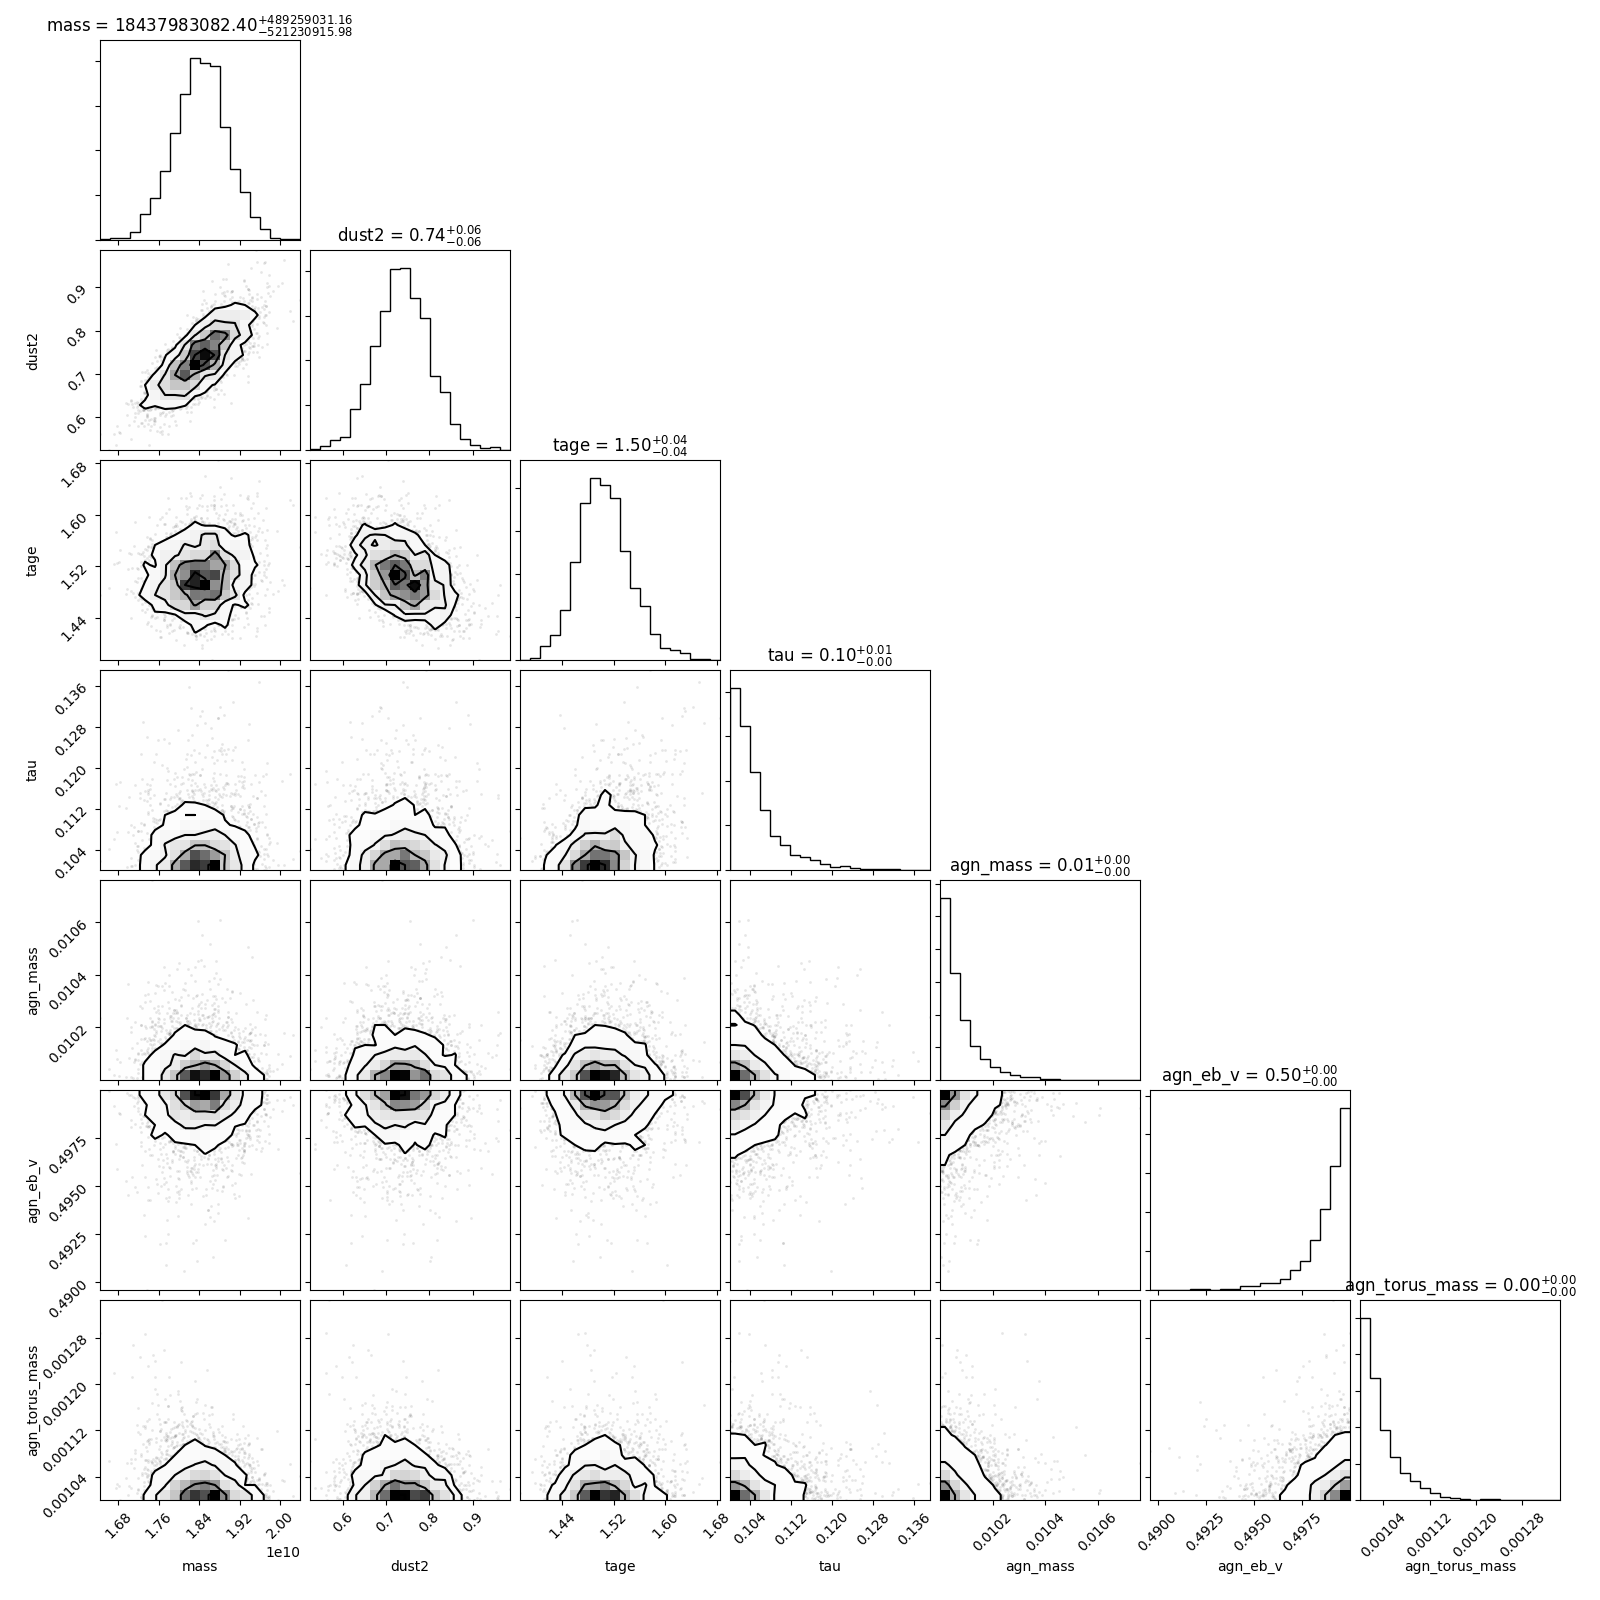 mass = 18437983082.40+489259031.16 −521230915.98
dust2 = 0.74+0.06 −0.06
0.9
0.8
0.7
0.6
dust2
tage = 1.50+0.04 −0.04
1.68
1.60
1.52
1.44
tage
tau = 0.10+0.01 −0.00
0.136
0.128
0.120
0.112
0.104
tau
agn_mass = 0.01+0.00 −0.00
0.0106
0.0104
0.0102
agn_mass
agn_eb_v = 0.50+0.00 −0.00
0.4975
0.4950
0.4925
0.4900
agn_eb_v
agn_torus_mass = 0.00+0.00 −0.00
0.00128
0.00120
0.00112
0.00104
agn_torus_mass
1.68 1.76 1.84 1.92 2.00 0.6 0.7 0.8 0.9 1.44 1.52 1.60 1.68 0.104 0.112 0.120 0.128 0.136 0.0102 0.0104 0.0106 0.4900 0.4925 0.4950 0.4975 0.00104 0.00112 0.00120 0.00128
1e10
mass dust2 tage tau agn_mass agn_eb_v agn_torus_mass